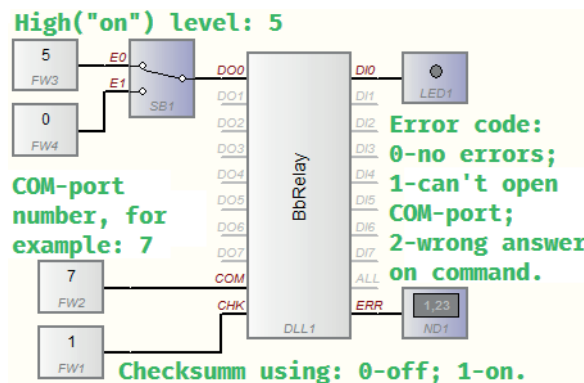 High("on") level: 5
5
FW3
E0
E1
SB1
0
FW4
DO0
DO1
DO2
DO3
DO4
DO5
DO6
DO7
COM
CHK
BbRelay
DLL1
DI0
DI1
DI2
DI3
DI4
DI5
DI6
DI7
ALL
ERR
LED1
Error code:
0-no errors;
1-can't open
COM-port;
2-wrong answer
on command.
COM-port
number, for
example: 7
7
FW2
1
FW1
1,23
ND1
Checksumm using: 0-off; 1-on.